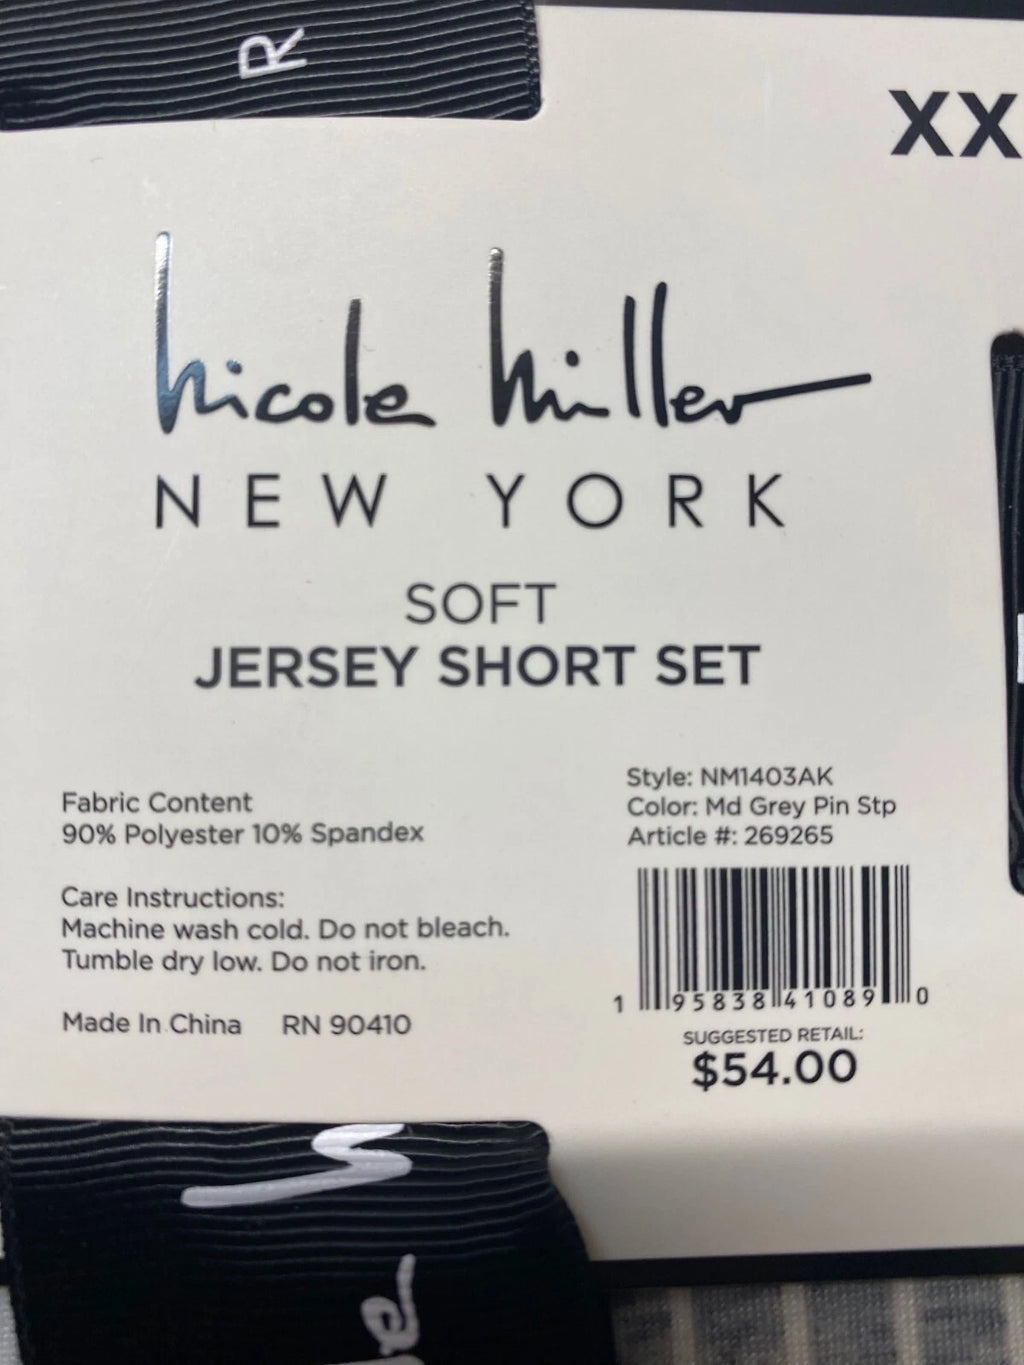 R
XX
Nicole Miller
NEW YORK
SOFT
JERSEY SHORT SET
Fabric Content
90% Polyester 10% Spandex
Care Instructions:
Machine wash cold. Do not bleach.
Tumble dry low. Do not iron.
Made In China RN 90410
Style: NM1403AK
Color: Md Grey Pin Stp
Article #: 269265
1 95838 41089 0
SUGGESTED RETAIL:
$54.00